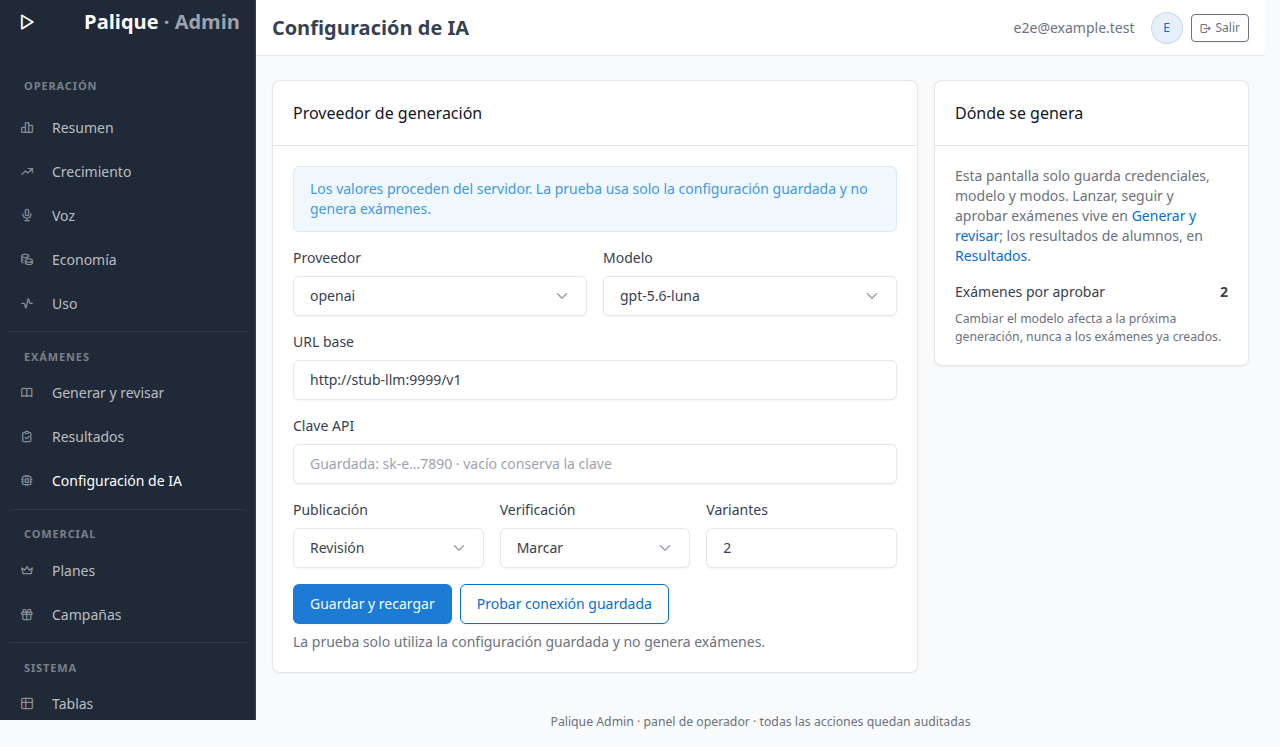 Palique · Admin
OPERACIÓN
Resumen
Crecimiento
Voz
Economía
Uso
EXÁMENES
Generar y revisar
Resultados
Configuración de IA
COMERCIAL
Planes
Campañas
SISTEMA
Tablas
Configuración de IA
e2e@example.test
E
Salir
Proveedor de generación
Los valores proceden del servidor. La prueba usa solo la configuración guardada y no
genera exámenes.
Proveedor
Modelo
openai
gpt-5.6-luna
URL base
http://stub-llm:9999/v1
Clave API
Guardada: sk-e…7890 · vacío conserva la clave
Publicación
Verificación
Variantes
Revisión
Marcar
2
Guardar y recargar
Probar conexión guardada
La prueba solo utiliza la configuración guardada y no genera exámenes.
Dónde se genera
Esta pantalla solo guarda credenciales,
modelo y modos. Lanzar, seguir y
aprobar exámenes vive en Generar y
revisar; los resultados de alumnos, en
Resultados.
Exámenes por aprobar 2
Cambiar el modelo afecta a la próxima
generación, nunca a los exámenes ya creados.
Palique Admin · panel de operador · todas las acciones quedan auditadas